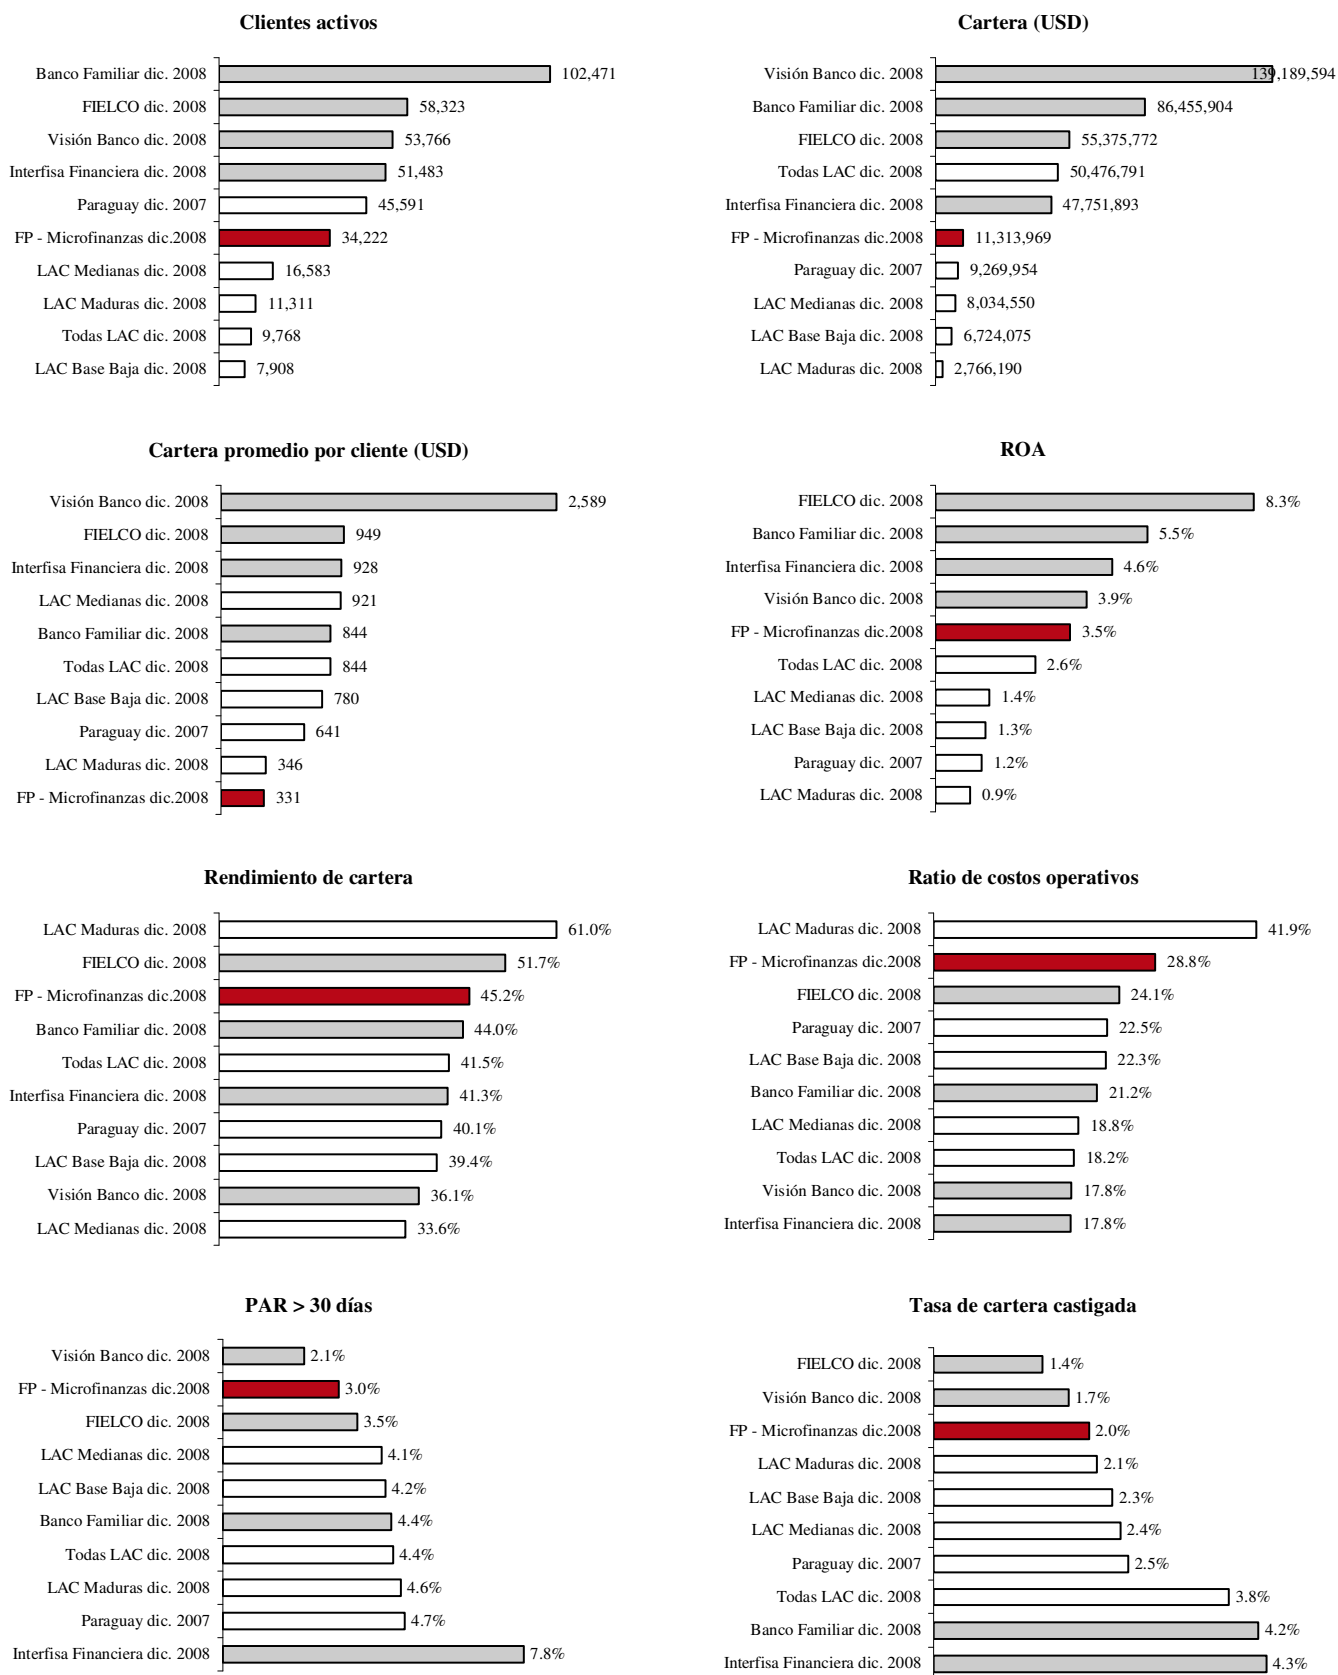 Clientes activos
Banco Familiar dic. 2008 102,471
FIELCO dic. 2008 58,323
Visión Banco dic. 2008 53,766
Interfisa Financiera dic. 2008 51,483
Paraguay dic. 2007 45,591
FP - Microfinanzas dic.2008 34,222
LAC Medianas dic. 2008 16,583
LAC Maduras dic. 2008 11,311
Todas LAC dic. 2008 9,768
LAC Base Baja dic. 2008 7,908
Cartera (USD)
Visión Banco dic. 2008 139,189,594
Banco Familiar dic. 2008 86,455,904
FIELCO dic. 2008 55,375,772
Todas LAC dic. 2008 50,476,791
Interfisa Financiera dic. 2008 47,751,893
FP - Microfinanzas dic.2008 11,313,969
Paraguay dic. 2007 9,269,954
LAC Medianas dic. 2008 8,034,550
LAC Base Baja dic. 2008 6,724,075
LAC Maduras dic. 2008 2,766,190
Cartera promedio por cliente (USD)
Visión Banco dic. 2008 2,589
FIELCO dic. 2008 949
Interfisa Financiera dic. 2008 928
LAC Medianas dic. 2008 921
Banco Familiar dic. 2008 844
Todas LAC dic. 2008 844
LAC Base Baja dic. 2008 780
Paraguay dic. 2007 641
LAC Maduras dic. 2008 346
FP - Microfinanzas dic.2008 331
ROA
FIELCO dic. 2008 8.3%
Banco Familiar dic. 2008 5.5%
Interfisa Financiera dic. 2008 4.6%
Visión Banco dic. 2008 3.9%
FP - Microfinanzas dic.2008 3.5%
Todas LAC dic. 2008 2.6%
LAC Medianas dic. 2008 1.4%
LAC Base Baja dic. 2008 1.3%
Paraguay dic. 2007 1.2%
LAC Maduras dic. 2008 0.9%
Rendimiento de cartera
LAC Maduras dic. 2008 61.0%
FIELCO dic. 2008 51.7%
FP - Microfinanzas dic.2008 45.2%
Banco Familiar dic. 2008 44.0%
Todas LAC dic. 2008 41.5%
Interfisa Financiera dic. 2008 41.3%
Paraguay dic. 2007 40.1%
LAC Base Baja dic. 2008 39.4%
Visión Banco dic. 2008 36.1%
LAC Medianas dic. 2008 33.6%
Ratio de costos operativos
LAC Maduras dic. 2008 41.9%
FP - Microfinanzas dic.2008 28.8%
FIELCO dic. 2008 24.1%
Paraguay dic. 2007 22.5%
LAC Base Baja dic. 2008 22.3%
Banco Familiar dic. 2008 21.2%
LAC Medianas dic. 2008 18.8%
Todas LAC dic. 2008 18.2%
Visión Banco dic. 2008 17.8%
Interfisa Financiera dic. 2008 17.8%
PAR > 30 días
Visión Banco dic. 2008 2.1%
FP - Microfinanzas dic.2008 3.0%
FIELCO dic. 2008 3.5%
LAC Medianas dic. 2008 4.1%
LAC Base Baja dic. 2008 4.2%
Banco Familiar dic. 2008 4.4%
Todas LAC dic. 2008 4.4%
LAC Maduras dic. 2008 4.6%
Paraguay dic. 2007 4.7%
Interfisa Financiera dic. 2008 7.8%
Tasa de cartera castigada
FIELCO dic. 2008 1.4%
Visión Banco dic. 2008 1.7%
FP - Microfinanzas dic.2008 2.0%
LAC Maduras dic. 2008 2.1%
LAC Base Baja dic. 2008 2.3%
LAC Medianas dic. 2008 2.4%
Paraguay dic. 2007 2.5%
Todas LAC dic. 2008 3.8%
Banco Familiar dic. 2008 4.2%
Interfisa Financiera dic. 2008 4.3%